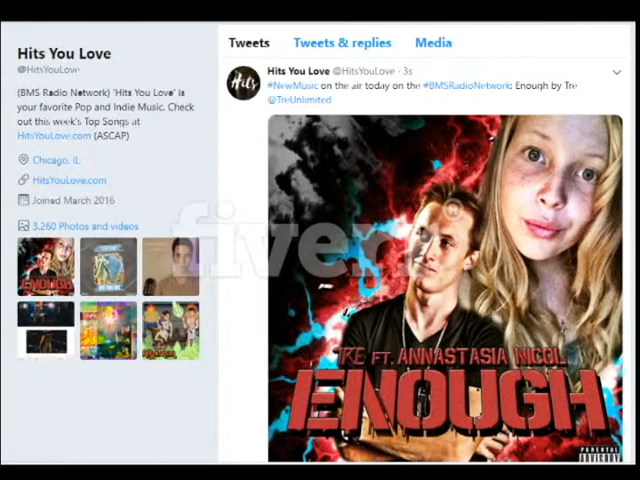 Hits You Love
@HitsYouLove
(BMS Radio Network) 'Hits You Love' is
your favorite Pop and Indie Music. Check
out this week's Top Songs at
HitsYouLove.com (ASCAP)
Chicago, IL
HitsYouLove.com
Joined March 2016
3,260 Photos and videos
ENOUGH
Tweets Tweets & replies Media
Hits
Hits You Love @HitsYouLove · 3s
#NewMusic on the air today on the #BMSRadioNetwork Enough by Tre
@TreUnlimited
fiverr
TRE FT. ANNASTASIA NICOL
ENOUGH
PARENTAL
ADVISORY